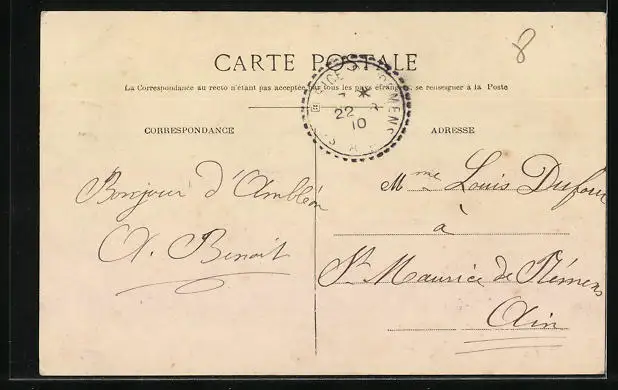 8
CARTE POSTALE
La Correspondance au recto n'étant pas acceptée par tous les pays étrangers, se renseigner à la Poste
22
10
CORRESPONDANCE
ADRESSE
Bonjour d'Ambléon
A. Benoit
Mme Louis Dufour
à
St Maurice de Rémens
Ain